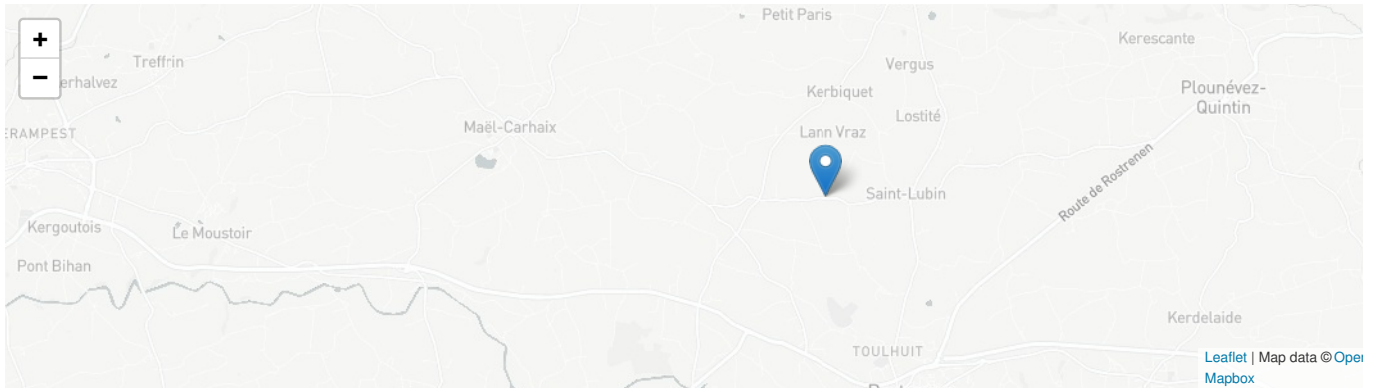 +
−
Petit Paris
Kerescante
Treffrin
Vergus
erhalvez
Kerbiquet
Plounévez-
Quintin
Lostité
ERAMPEST
Maël-Carhaix
Lann Vraz
Route de Rostrenen
Saint-Lubin
Kergoutois
Le Moustoir
Pont Bihan
Kerdelaide
TOULHUIT
Leaflet | Map data © Oper
Mapbox